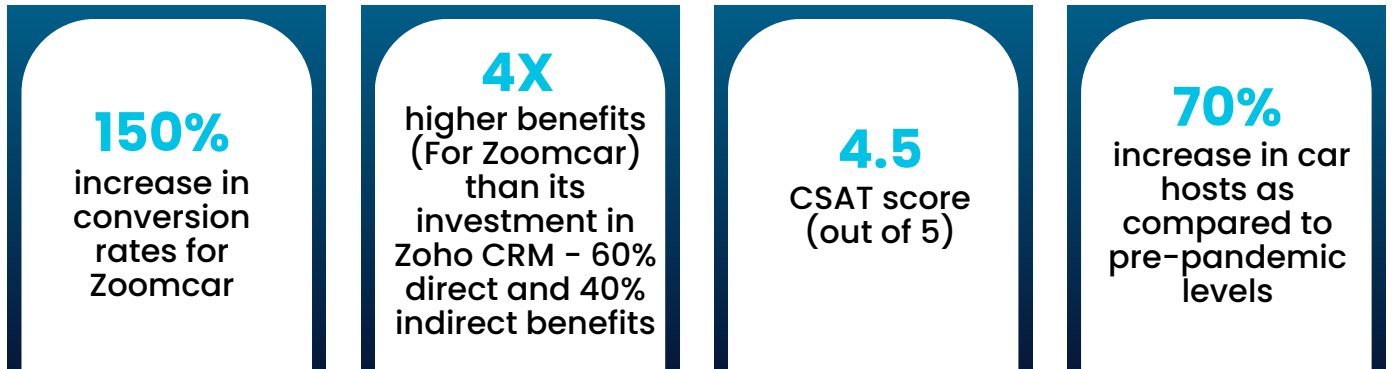 150%
increase in
conversion
rates for
Zoomcar
4X
higher benefits
(For Zoomcar)
than its
investment in
Zoho CRM - 60%
direct and 40%
indirect benefits
4.5
CSAT score
(out of 5)
70%
increase in car
hosts as
compared to
pre-pandemic
levels